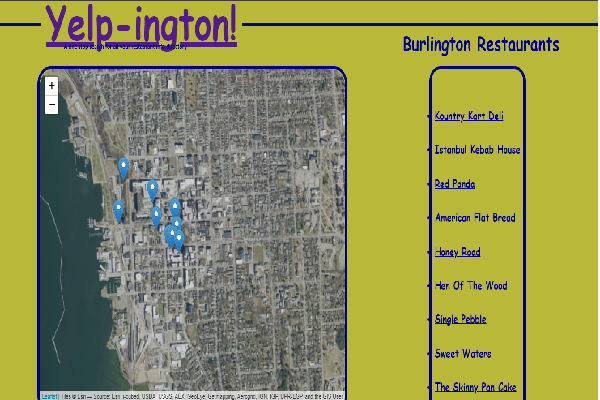 Yelp-ington!
Burlington Restaurants
+
−
Kountry Kart Deli
Istanbul Kebab House
Red Panda
American Flat Bread
Honey Road
Hen Of The Wood
Single Pebble
Sweet Waters
The Skinny Pan Cake
Leaflet | Tiles © Esri — Source: Esri, i-cubed, USDA, USGS, AEX, GeoEye, Getmapping, Aerogrid, IGN, IGP, UPR-EGP, and the GIS User